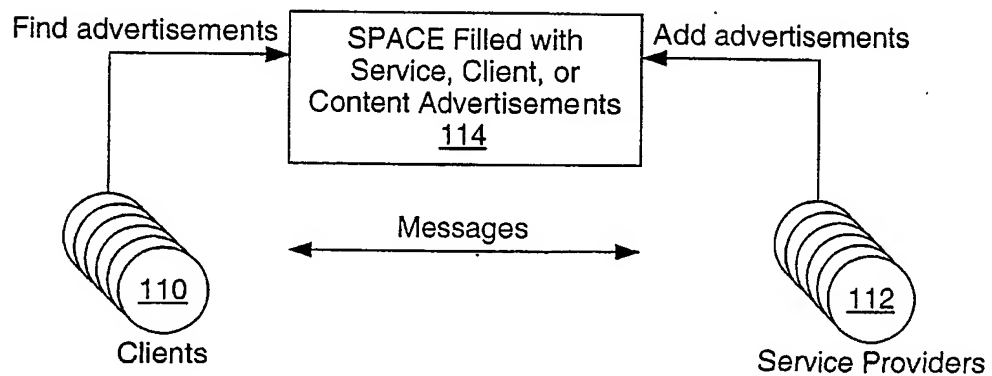 Find advertisements
SPACE Filled with
Service, Client, or
Content Advertisements
114
Add advertisements
Messages
110
Clients
112
Service Providers